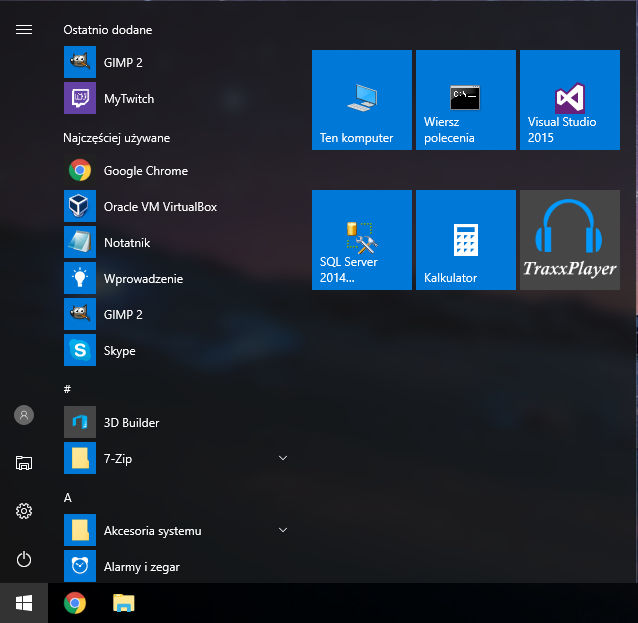 Ostatnio dodane
GIMP 2
MyTwitch
Najczęściej używane
Google Chrome
Oracle VM VirtualBox
Notatnik
Wprowadzenie
GIMP 2
Skype
#
3D Builder
7-Zip
A
Akcesoria systemu
Alarmy i zegar
Ten komputer
C:\_
Wiersz
polecenia
Visual Studio
2015
SQL Server
2014...
Kalkulator
TraxxPlayer